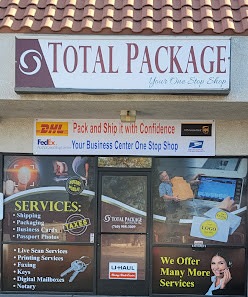 TOTAL PACKAGE
Your One Stop Shop
DHL
Pack and Ship it with Confidence
FedEx
Your Business Center One Stop Shop
SERVICES:
• Shipping
• Packaging
• Business Cards
• Passport Photos
TAXES
• Live Scan Services
• Printing Services
• Faxing
• Keys
• Digital Mailboxes
• Notary
TOTAL PACKAGE
U-HAUL
We Offer
Many More
Services